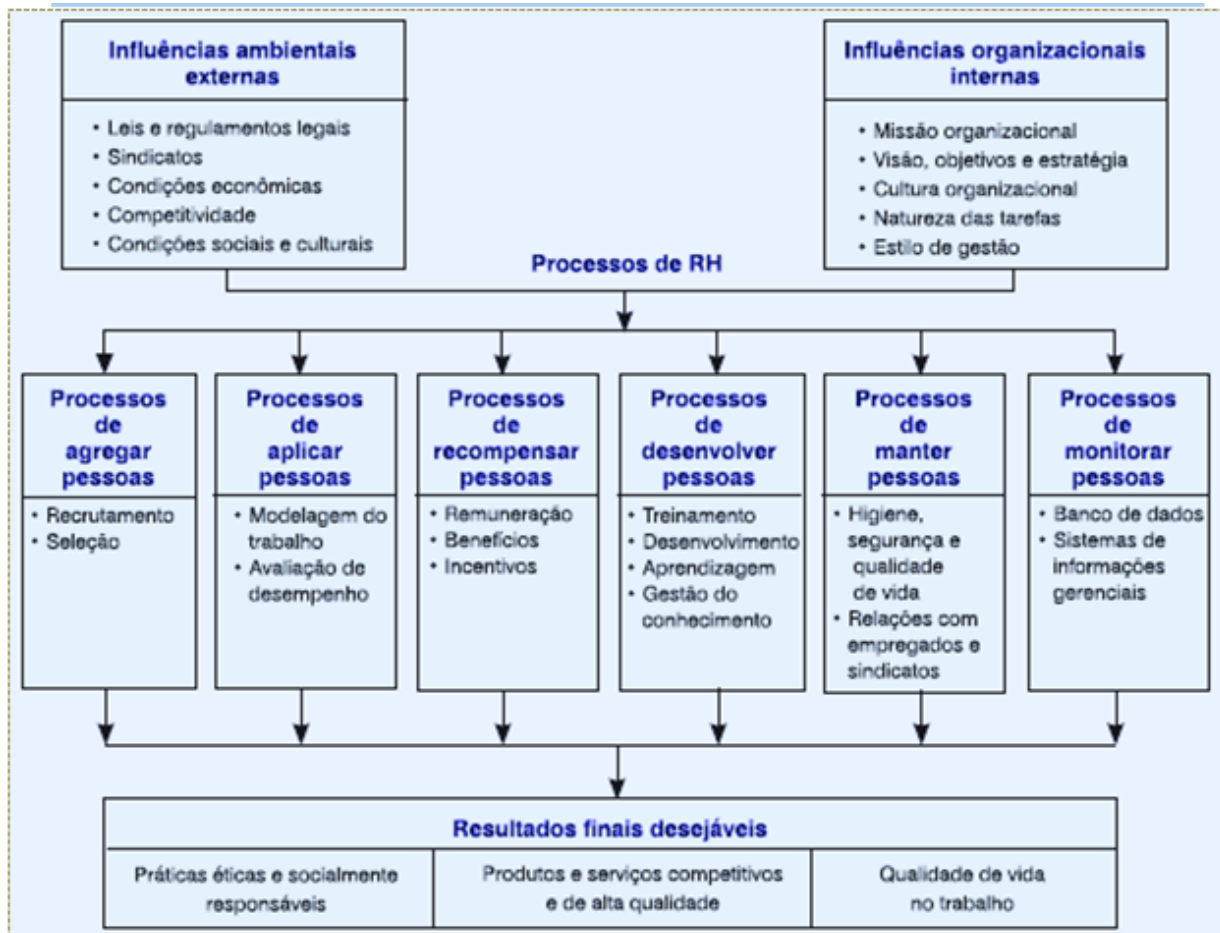 Influências ambientais
externas
• Leis e regulamentos legais
• Sindicatos
• Condições econômicas
• Competitividade
• Condições sociais e culturais
Influências organizacionais
internas
• Missão organizacional
• Visão, objetivos e estratégia
• Cultura organizacional
• Natureza das tarefas
• Estilo de gestão
Processos de RH
Processos
de
agregar
pessoas
• Recrutamento
• Seleção
Processos
de
aplicar
pessoas
• Modelagem do
trabalho
• Avaliação de
desempenho
Processos
de
recompensar
pessoas
• Remuneração
• Benefícios
• Incentivos
Processos
de
desenvolver
pessoas
• Treinamento
• Desenvolvimento
• Aprendizagem
• Gestão do
conhecimento
Processos
de
manter
pessoas
• Higiene,
segurança e
qualidade
de vida
• Relações com
empregados e
sindicatos
Processos
de
monitorar
pessoas
• Banco de dados
• Sistemas de
informações
gerenciais
Resultados finais desejáveis
Práticas éticas e socialmente
responsáveis
Produtos e serviços competitivos
e de alta qualidade
Qualidade de vida
no trabalho